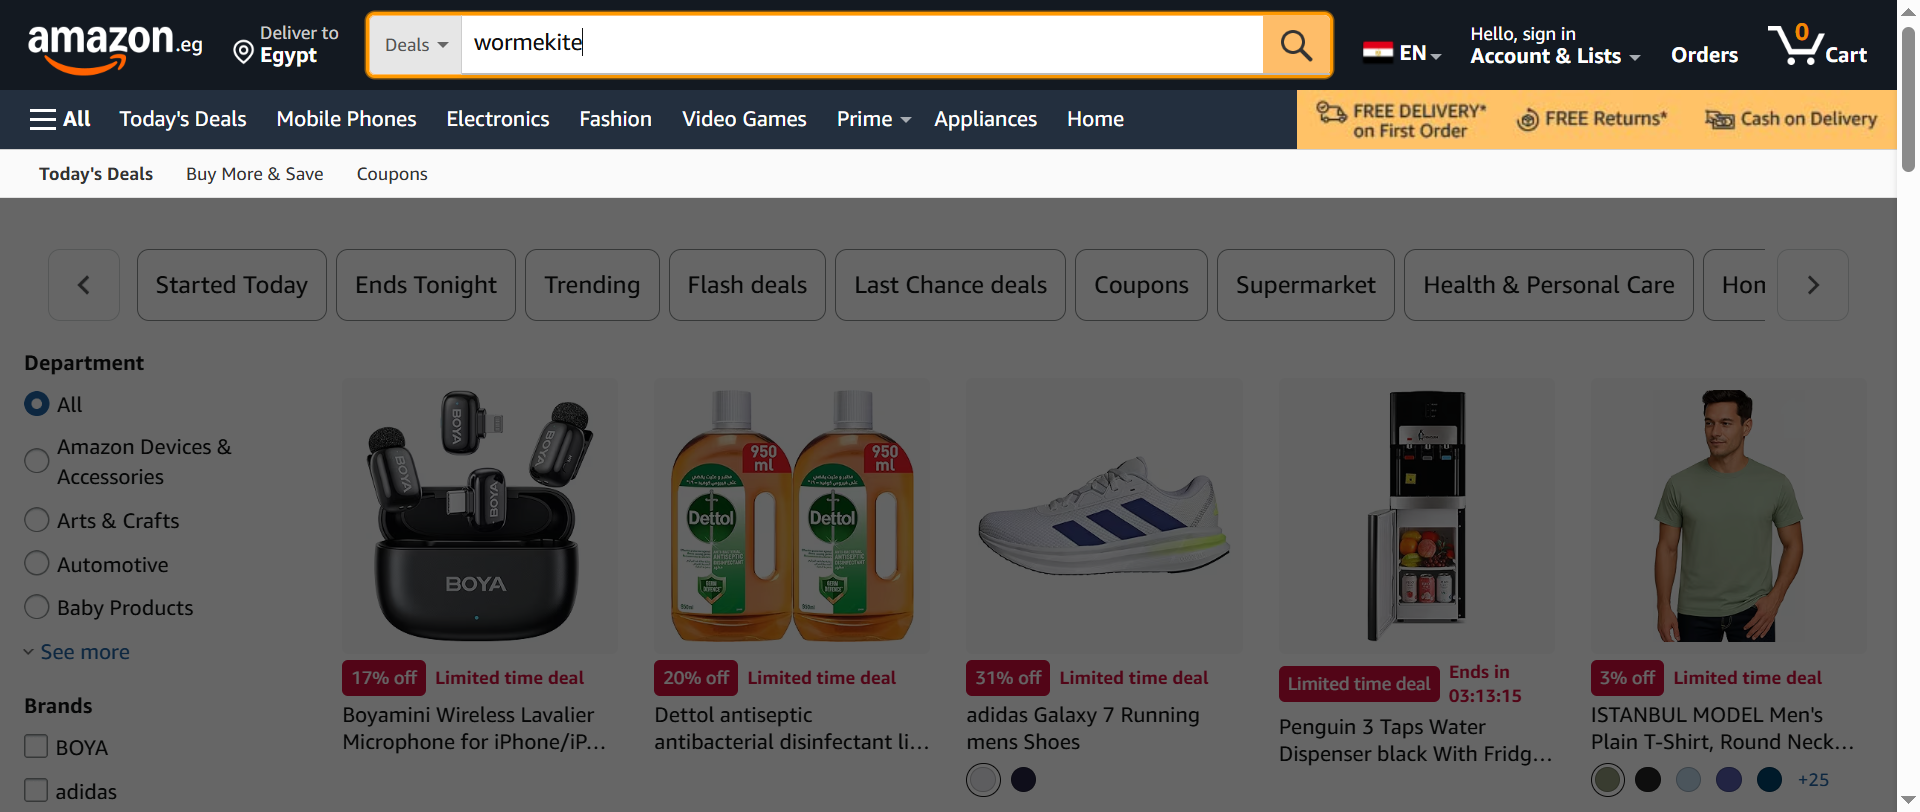 amazon.eg
Deliver to
Egypt
Deals
wormekite
EN
Hello, sign in
Account & Lists
Orders
0
Cart
All
Today's Deals
Mobile Phones
Electronics
Fashion
Video Games
Prime
Appliances
Home
FREE DELIVERY*
on First Order
FREE Returns*
Cash on Delivery
Today's Deals
Buy More & Save
Coupons
Started Today
Ends Tonight
Trending
Flash deals
Last Chance deals
Coupons
Supermarket
Health & Personal Care
Hom
Department
All
Amazon Devices &
Accessories
Arts & Crafts
Automotive
Baby Products
See more
Brands
BOYA
adidas
BOYA
BOYA
BOYA
BOYA
BOYA
17% off
Limited time deal
Boyamini Wireless Lavalier
Microphone for iPhone/iP...
950
ml
950
ml
Dettol
Dettol
ANTISEPTIC
ANTISEPTIC
20% off
Limited time deal
Dettol antiseptic
antibacterial disinfectant li...
31% off
Limited time deal
adidas Galaxy 7 Running
mens Shoes
Limited time deal
Ends in
03:13:15
Penguin 3 Taps Water
Dispenser black With Fridg...
3% off
Limited time deal
ISTANBUL MODEL Men's
Plain T-Shirt, Round Neck...
+25